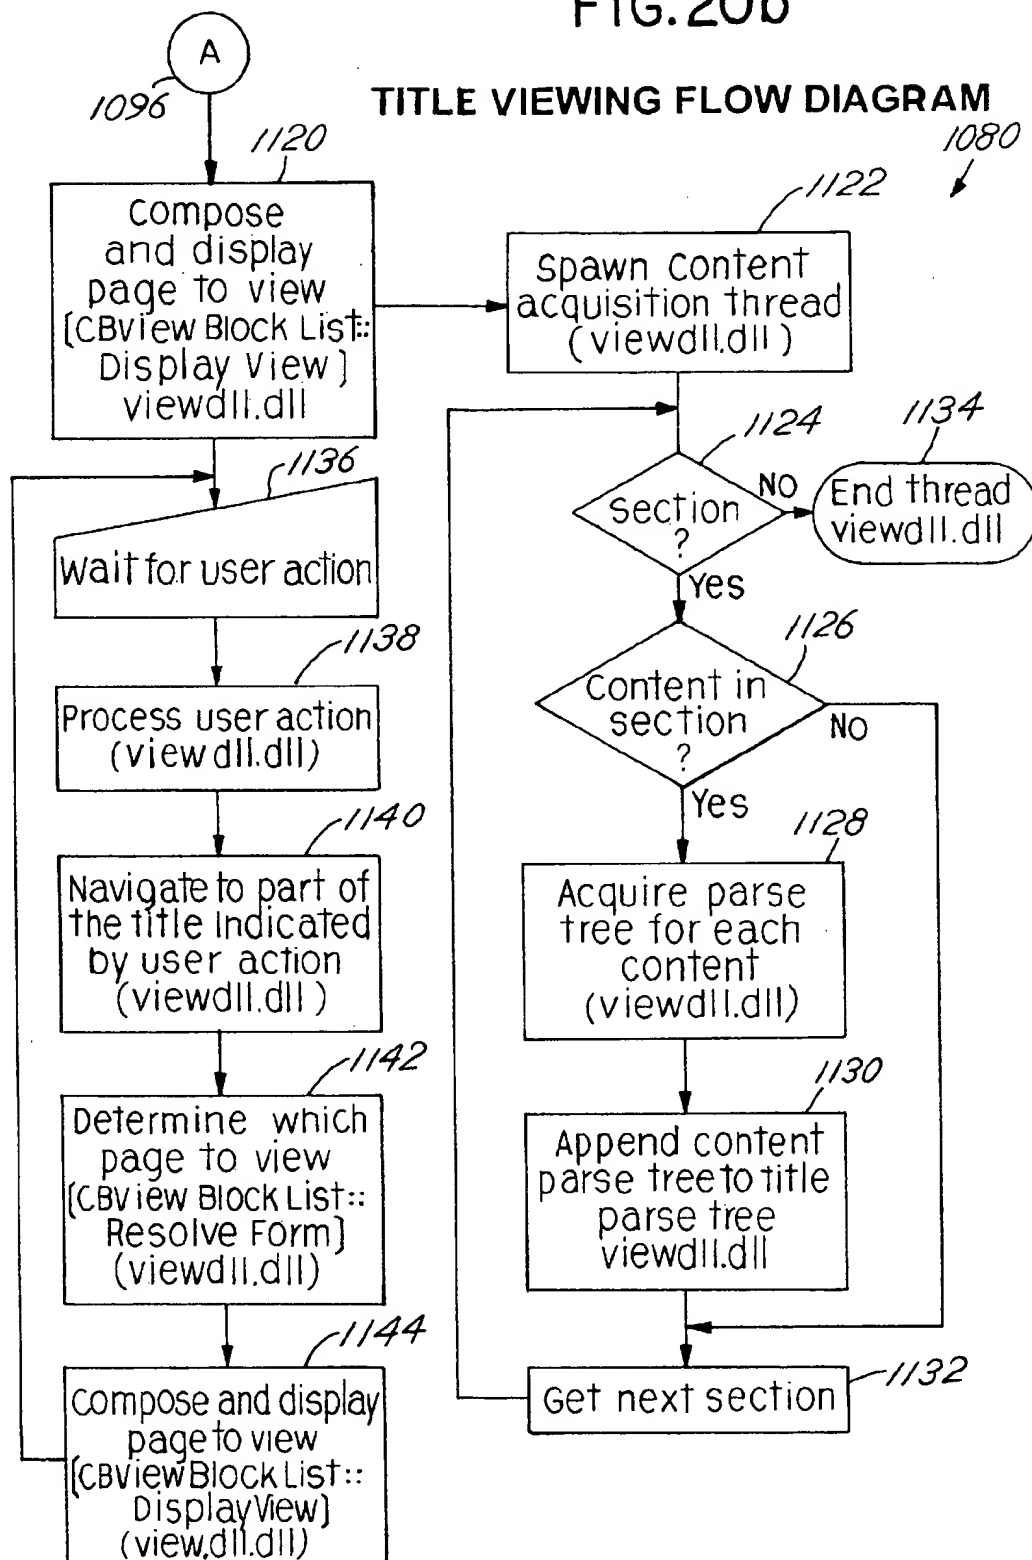 FIG. 20b
TITLE VIEWING FLOW DIAGRAM
1080
A
1096
1120
Compose
and display
page to view
[CBview Block List::
Display View]
viewdll.dll
1136
Wait for user action
1138
Process user action
(viewdll.dll)
1140
Navigate to part of
the title indicated
by user action
(viewdll.dll)
1142
Determine which
page to view
[CBview Block List::
Resolve Form]
(viewdll.dll)
1144
Compose and display
page to view
[CBview Block List::
Display View]
(view.dll.dll)
1122
Spawn content
acquisition thread
(viewdll.dll)
1124
Section
?
NO
Yes
1134
End thread
viewdll.dll
1126
Content in
section
?
NO
Yes
1128
Acquire parse
tree for each
content
(viewdll.dll)
1130
Append content
parse tree to title
parse tree
viewdll.dll
1132
Get next section